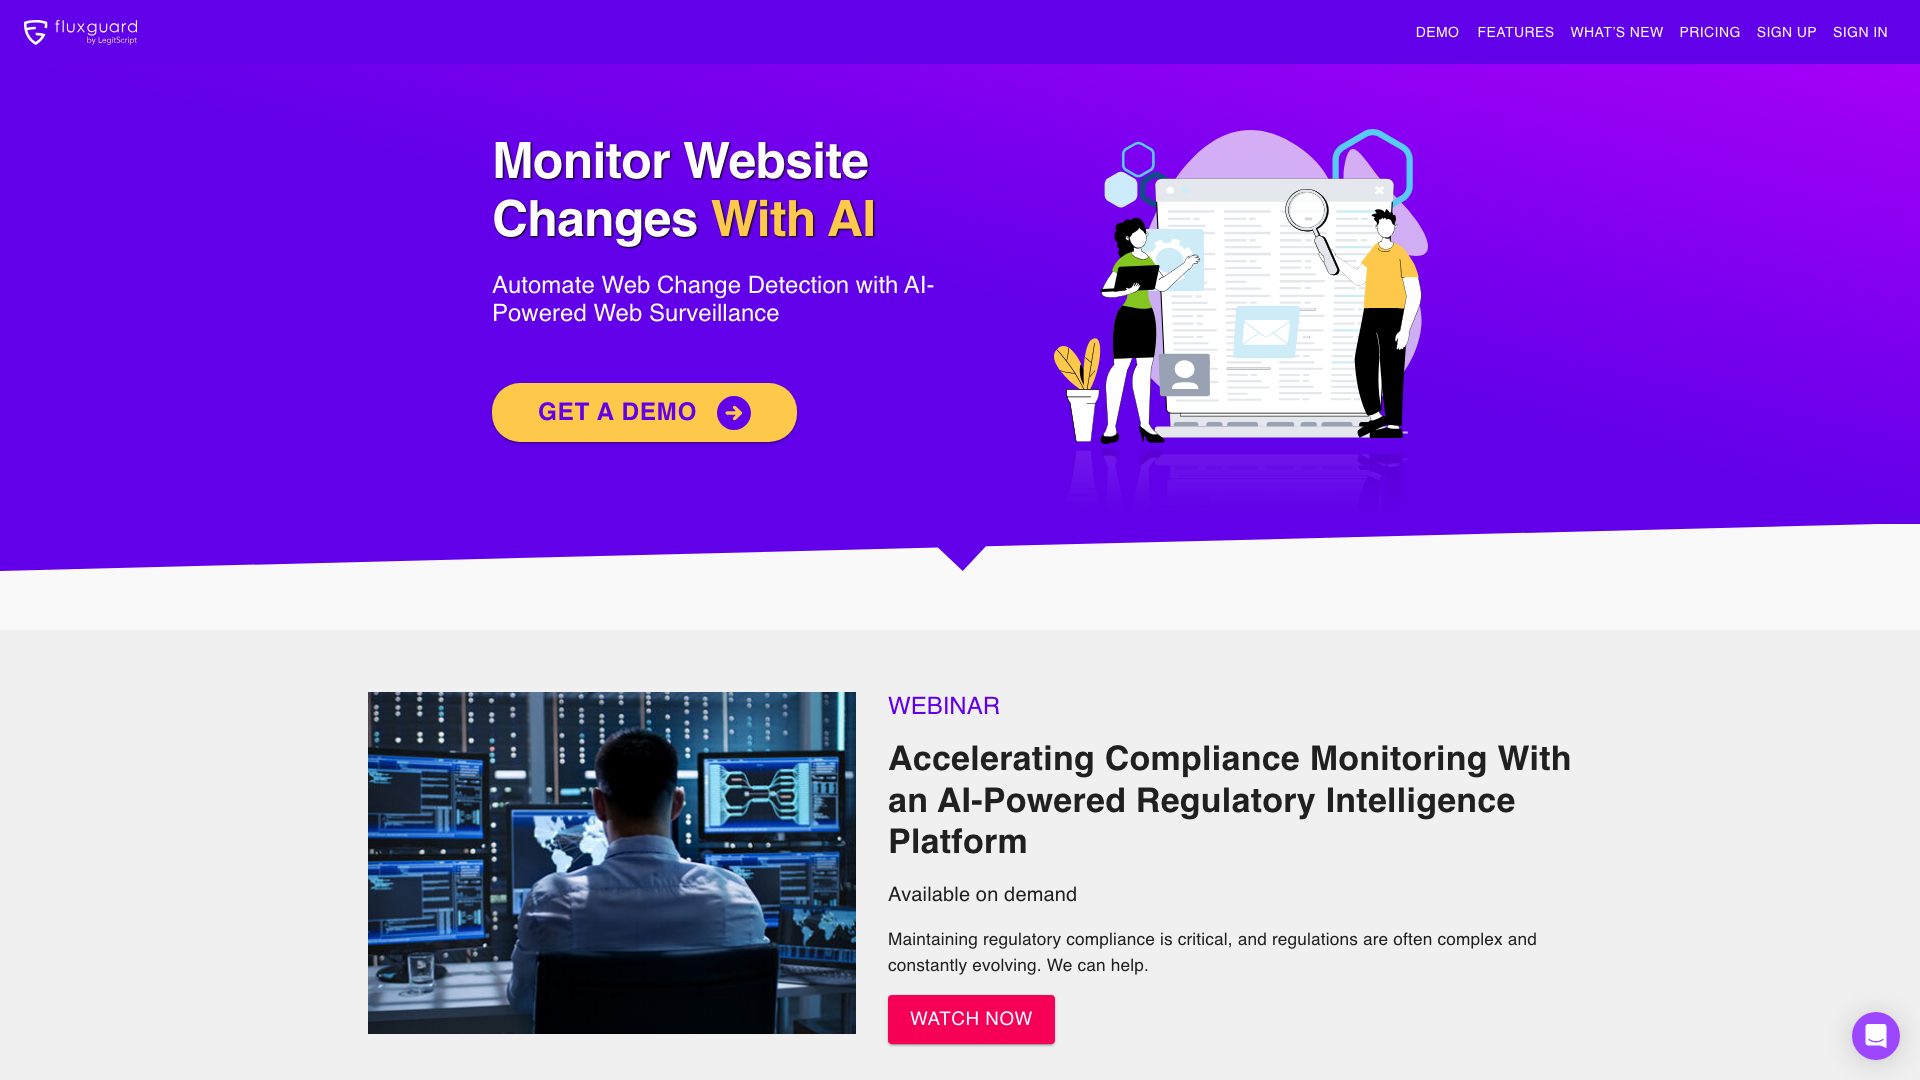 fluxguard
by LegitScript
DEMO
FEATURES
WHAT'S NEW
PRICING
SIGN UP
SIGN IN
Monitor Website
Changes With AI
Automate Web Change Detection with AI-
Powered Web Surveillance
GET A DEMO
WEBINAR
Accelerating Compliance Monitoring With
an AI-Powered Regulatory Intelligence
Platform
Available on demand
Maintaining regulatory compliance is critical, and regulations are often complex and
constantly evolving. We can help.
WATCH NOW